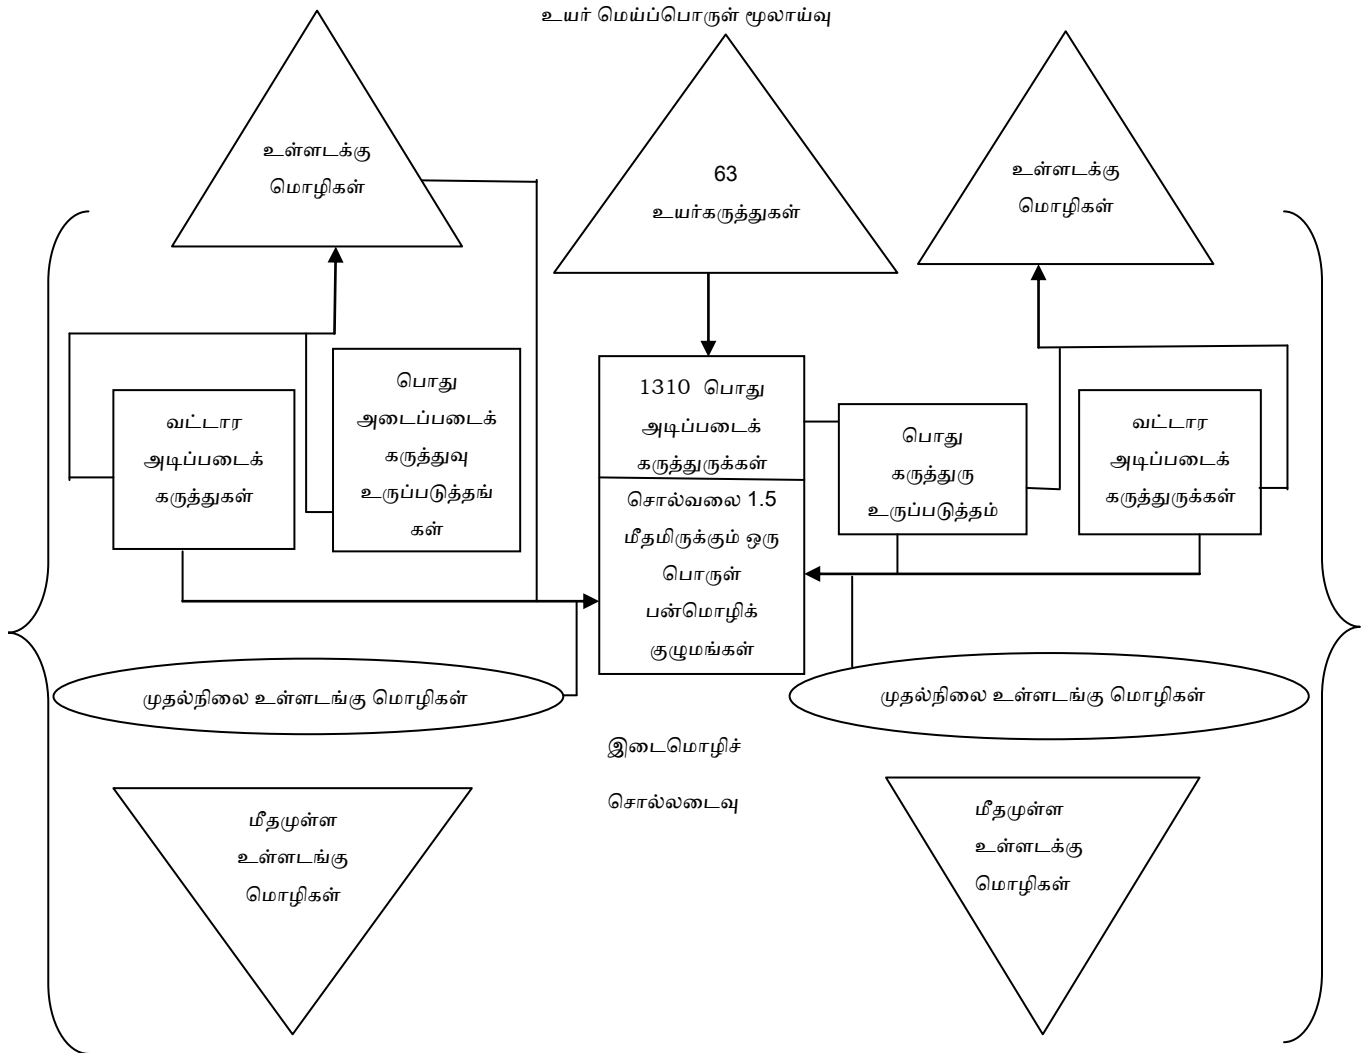 உயர் மெய்ப்பொருள் மூலாய்வு
உள்ளடக்கு
மொழிகள்
63
உயர்கருத்துகள்
உள்ளடக்கு
மொழிகள்
வட்டார
அடிப்படைக்
கருத்துகள்
பொது
அடைப்படைக்
கருத்துவு
உருப்படுத்தங்
கள்
1310 பொது
அடிப்படைக்
கருத்துருக்கள்
சொல்வலை 1.5
மீதமிருக்கும் ஒரு
பொருள்
பன்மொழிக்
குழுமங்கள்
பொது
கருத்துரு
உருப்படுத்தம்
வட்டார
அடிப்படைக்
கருத்துருக்கள்
முதல்நிலை உள்ளடங்கு மொழிகள்
முதல்நிலை உள்ளடங்கு மொழிகள்
இடைமொழிச்
சொல்லடைவு
மீதமுள்ள
உள்ளடங்கு
மொழிகள்
மீதமுள்ள
உள்ளடக்கு
மொழிகள்